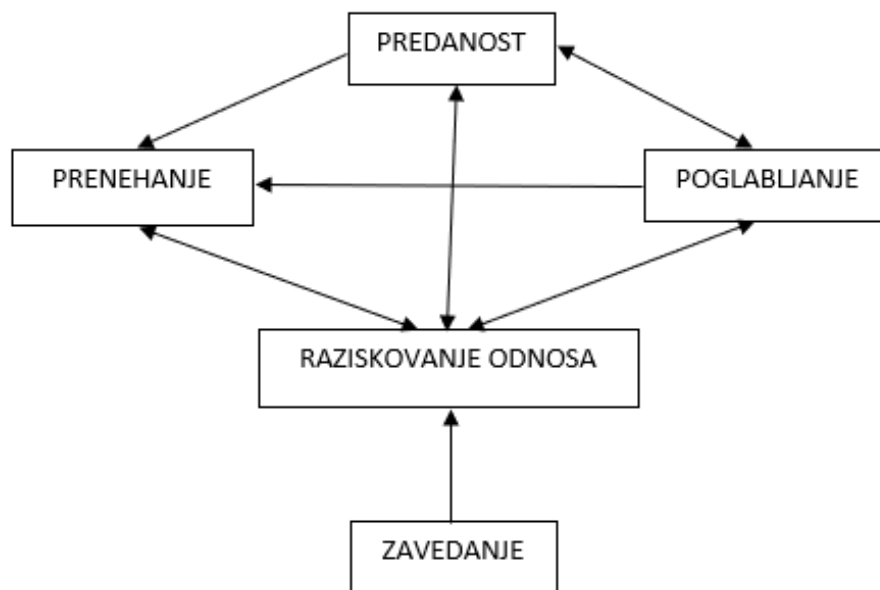 PREDANOST
PRENEHANJE
POGLABLJANJE
RAZISKOVANJE ODNOSA
ZAVEDANJE